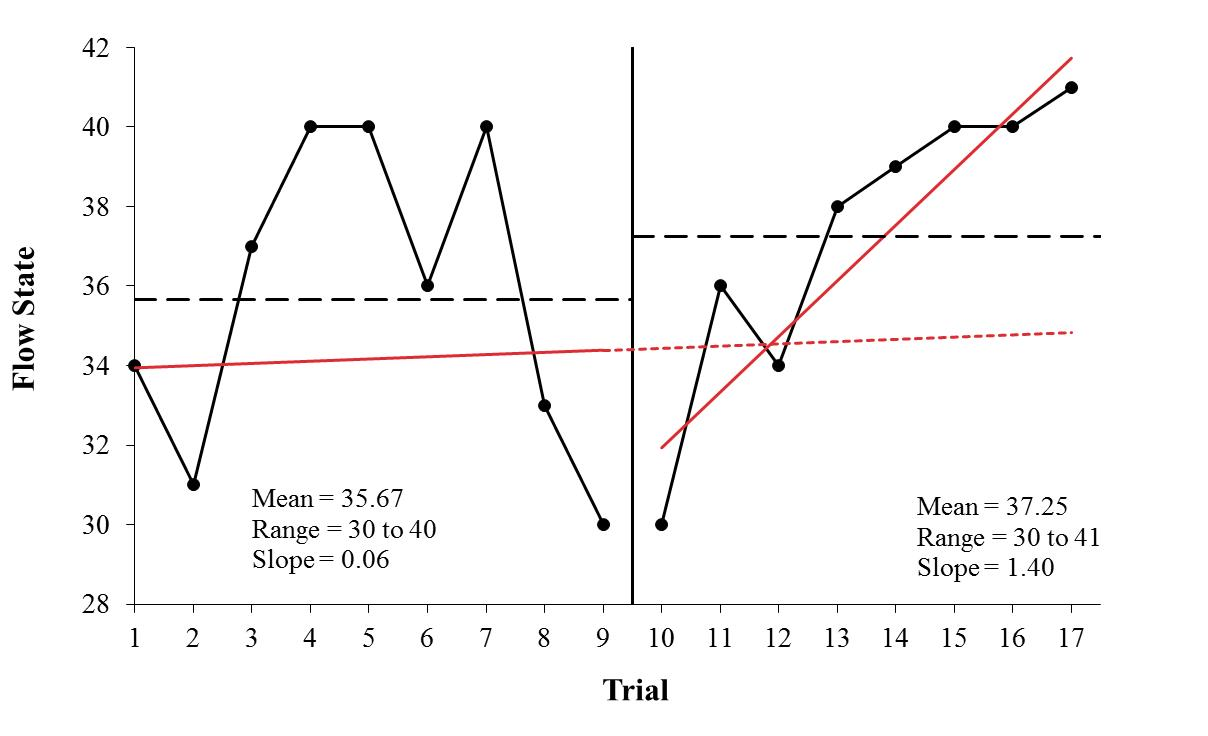 42
40
38
36
34
32
30
28
Flow State
Mean = 35.67
Range = 30 to 40
Slope = 0.06
Mean = 37.25
Range = 30 to 41
Slope = 1.40
1 2 3 4 5 6 7 8 9 10 11 12 13 14 15 16 17
Trial